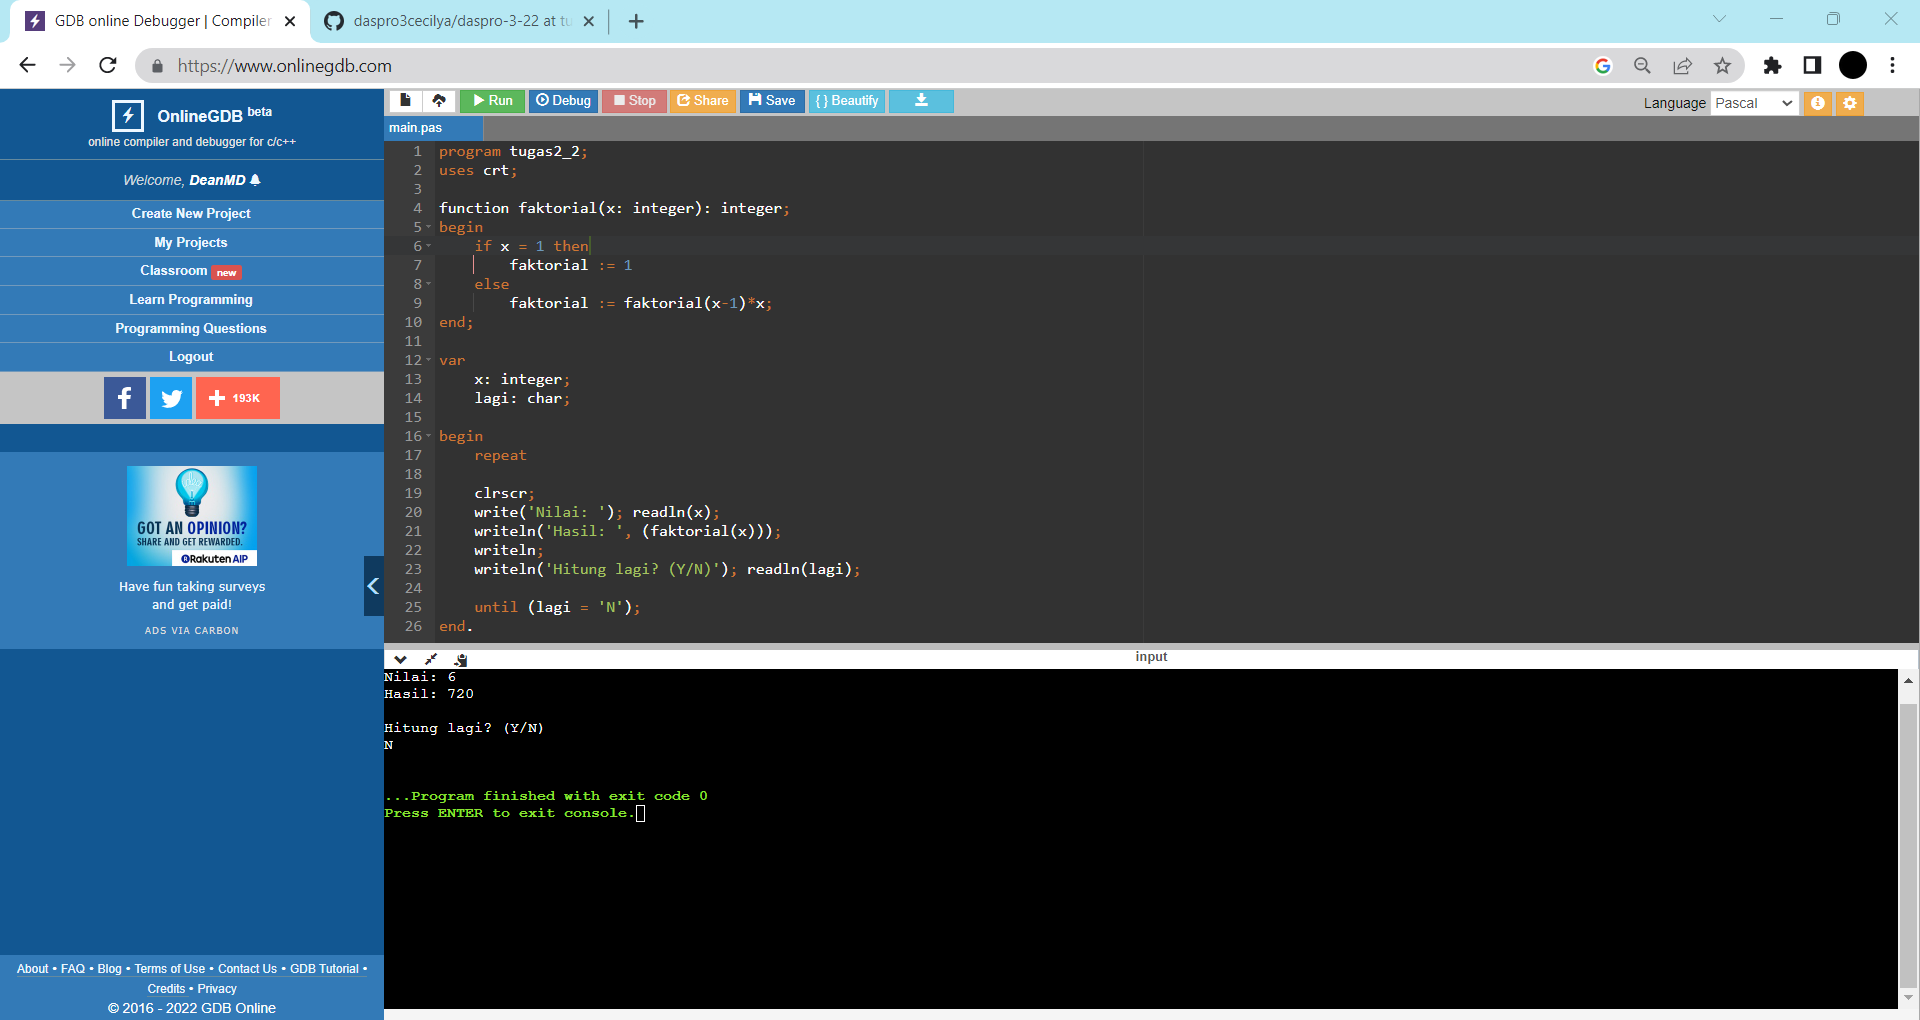 GDB online Debugger | Compiler
daspro3cecilya/daspro-3-22 at tu
https://www.onlinegdb.com
OnlineGDB beta
online compiler and debugger for c/c++
Welcome, DeanMD
Create New Project
My Projects
Classroom new
Learn Programming
Programming Questions
Logout
193K
GOT AN OPINION?
SHARE AND GET REWARDED.
Rakuten AIP
Have fun taking surveys
and get paid!
ADS VIA CARBON
About • FAQ • Blog • Terms of Use • Contact Us • GDB Tutorial •
Credits • Privacy
© 2016 - 2022 GDB Online
Run Debug Stop Share Save { } Beautify
Language Pascal
main.pas
1 program tugas2_2;
2 uses crt;
3
4 function faktorial(x: integer): integer;
5 begin
6 if x = 1 then
7 faktorial := 1
8 else
9 faktorial := faktorial(x-1)*x;
10 end;
11
12 var
13 x: integer;
14 lagi: char;
15
16 begin
17 repeat
18
19 clrscr;
20 write('Nilai: '); readln(x);
21 writeln('Hasil: ', (faktorial(x)));
22 writeln;
23 writeln('Hitung lagi? (Y/N)'); readln(lagi);
24
25 until (lagi = 'N');
26 end.
input
Nilai: 6
Hasil: 720
Hitung lagi? (Y/N)
N
...Program finished with exit code 0
Press ENTER to exit console.